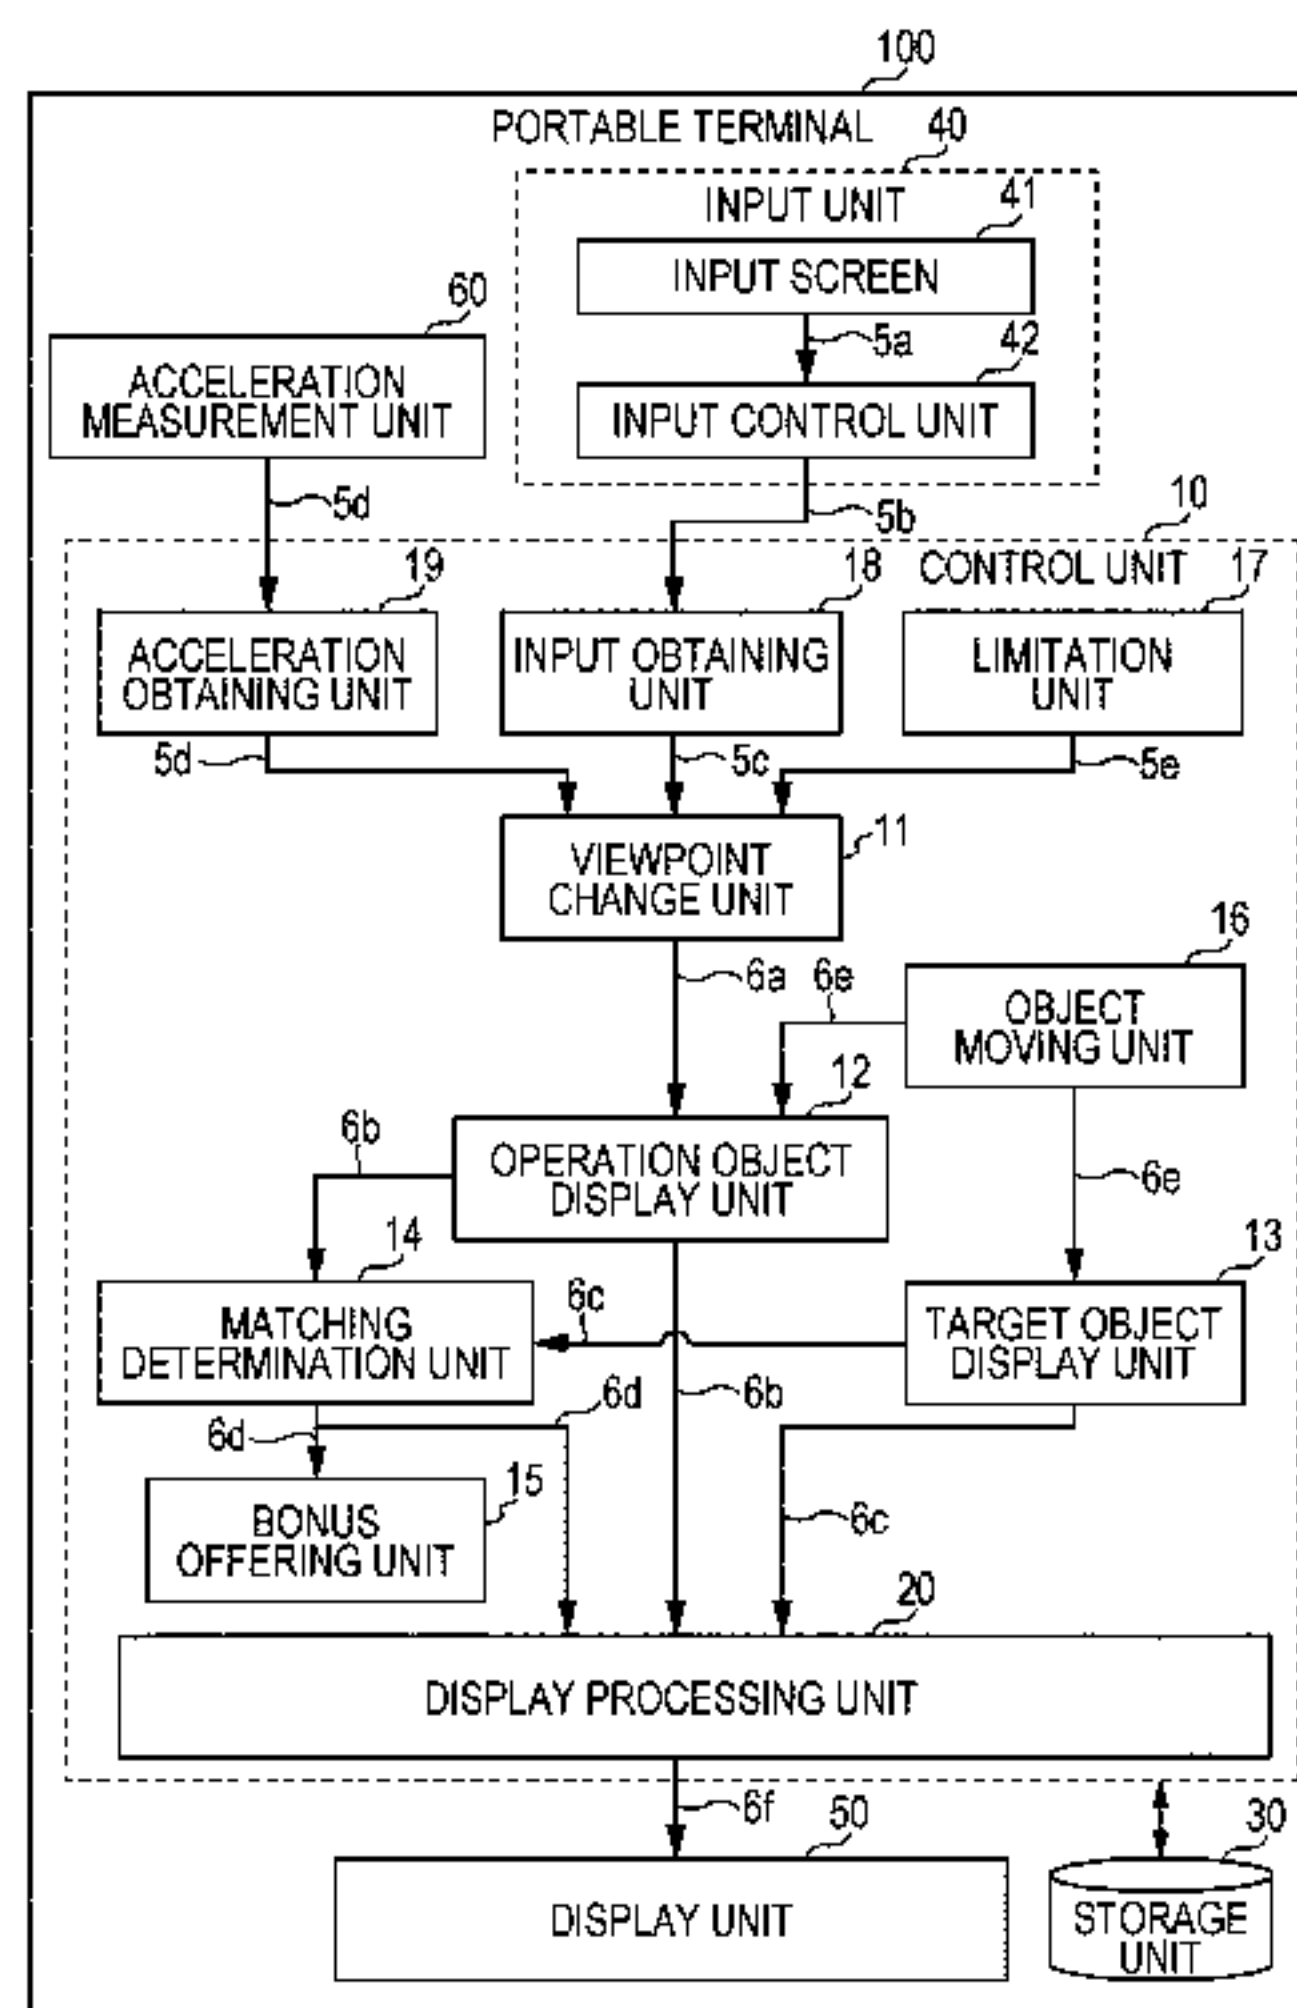 100
PORTABLE TERMINAL
40
INPUT UNIT
41
INPUT SCREEN
60
5a
42
ACCELERATION
MEASUREMENT UNIT
INPUT CONTROL UNIT
5d
5b
10
CONTROL UNIT
19
18
17
ACCELERATION
OBTAINING UNIT
INPUT OBTAINING
UNIT
LIMITATION
UNIT
5d
5c
5e
11
VIEWPOINT
CHANGE UNIT
16
6a
6e
OBJECT
MOVING UNIT
12
6b
OPERATION OBJECT
DISPLAY UNIT
6e
14
13
6c
MATCHING
DETERMINATION UNIT
TARGET OBJECT
DISPLAY UNIT
6d
6b
6d
15
BONUS
OFFERING UNIT
6c
20
DISPLAY PROCESSING UNIT
6f
50
30
DISPLAY UNIT
STORAGE
UNIT